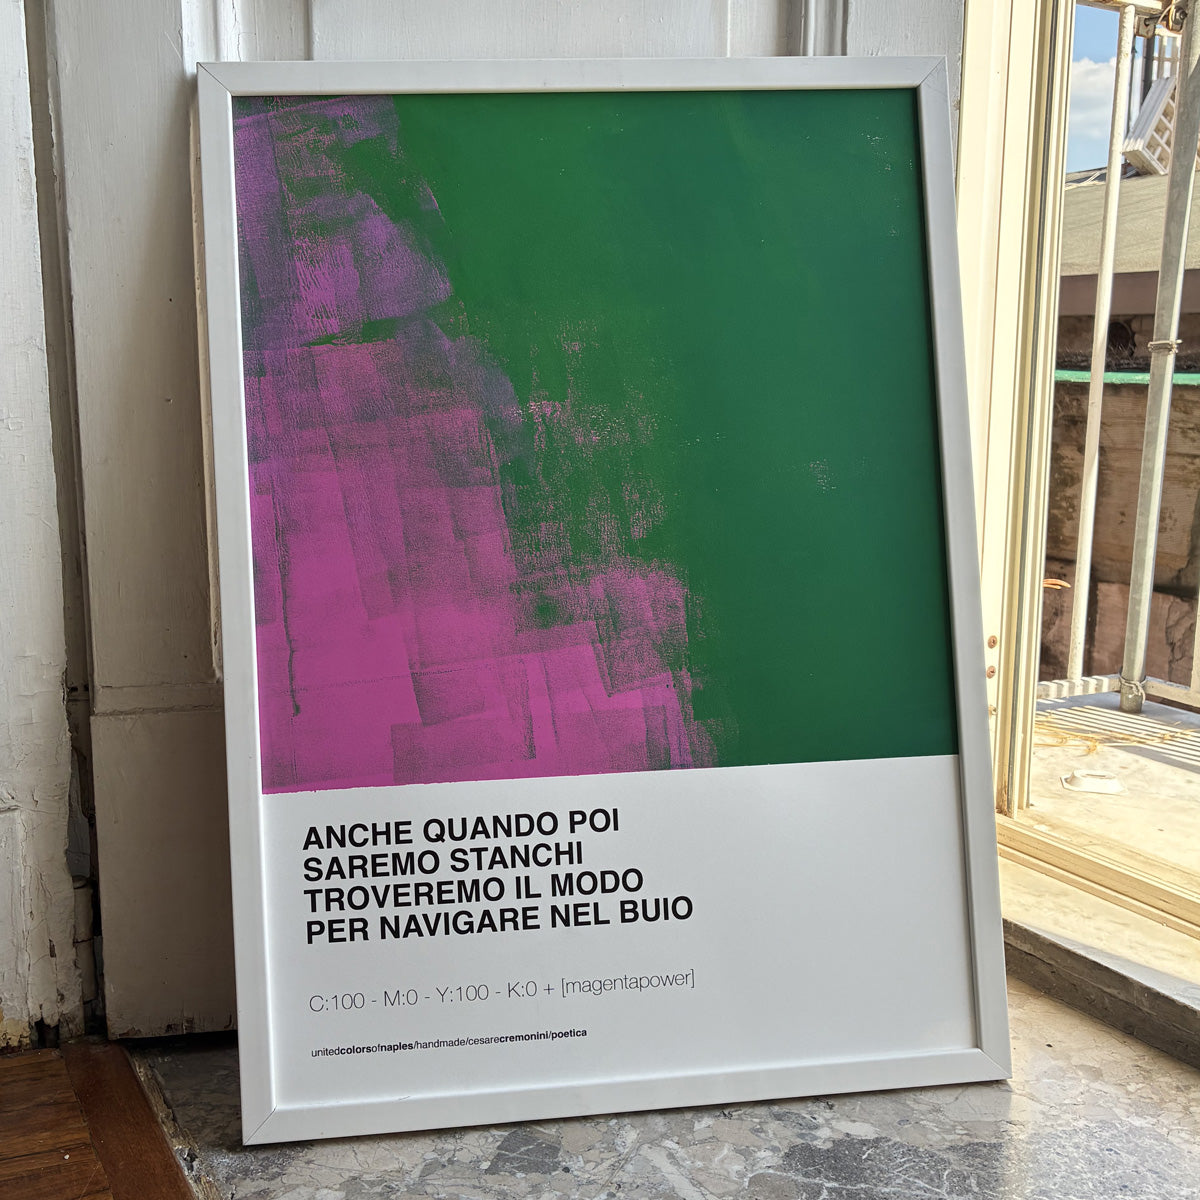 ANCHE QUANDO POI
SAREMO STANCHI
TROVEREMO IL MODO
PER NAVIGARE NEL BUIO
C:100 - M:0 - Y:100 - K:0 + [magentapower]
unitedcolorsofnaples/handmade/cesarecremonini/poetica